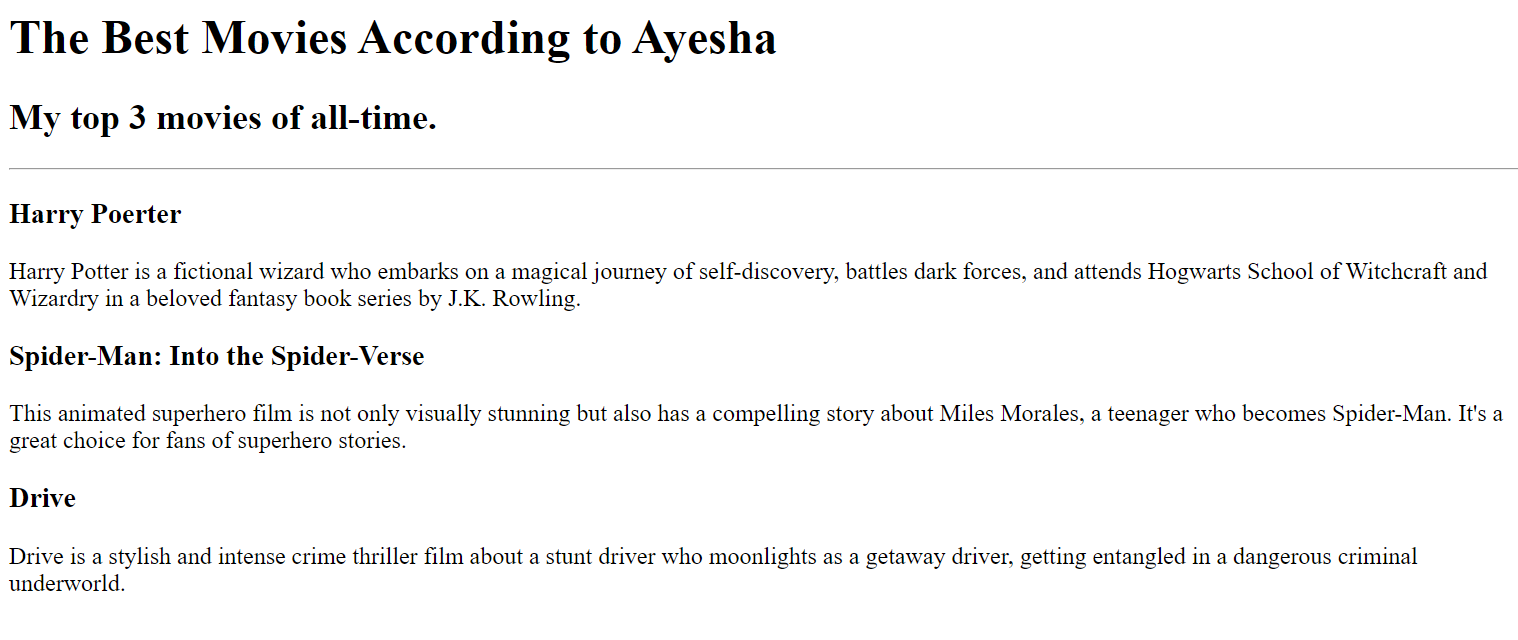 The Best Movies According to Ayesha
My top 3 movies of all-time.
Harry Poerter
Harry Potter is a fictional wizard who embarks on a magical journey of self-discovery, battles dark forces, and attends Hogwarts School of Witchcraft and
Wizardry in a beloved fantasy book series by J.K. Rowling.
Spider-Man: Into the Spider-Verse
This animated superhero film is not only visually stunning but also has a compelling story about Miles Morales, a teenager who becomes Spider-Man. It's a
great choice for fans of superhero stories.
Drive
Drive is a stylish and intense crime thriller film about a stunt driver who moonlights as a getaway driver, getting entangled in a dangerous criminal
underworld.